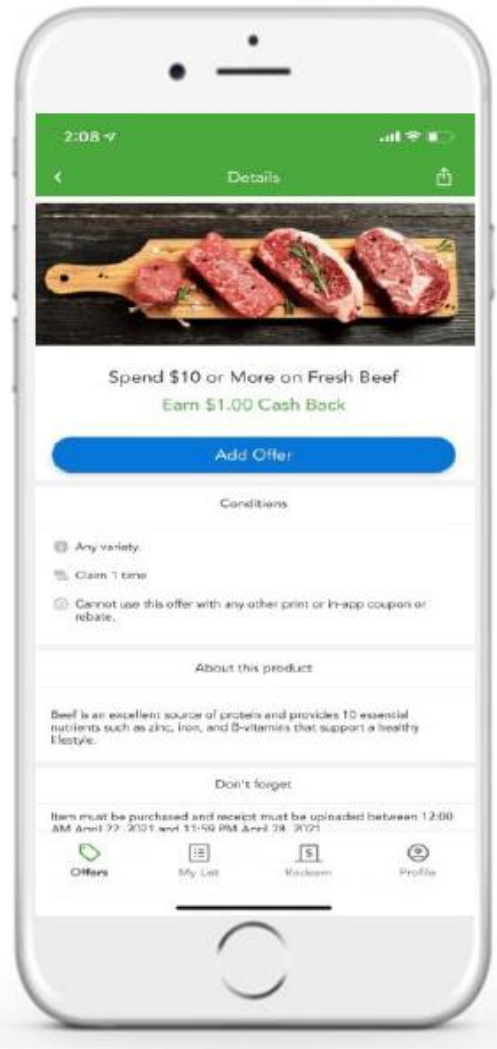 2:08
Details
Spend $10 or More on Fresh Beef
Earn $1.00 Cash Back
Add Offer
Conditions
Any variety.
Claim 1 time
Cannot use this offer with any other print or in-app coupon or
rebate.
About this product
Beef is an excellent source of protein and provides 10 essential
nutrients such as zinc, iron, and B-vitamins that support a healthy
lifestyle.
Don't forget
Item must be purchased and receipt must be uploaded between 12:00
AM April 22, 2021 and 11:59 PM April 28, 2021
Offers
My List
Redeem
Profile